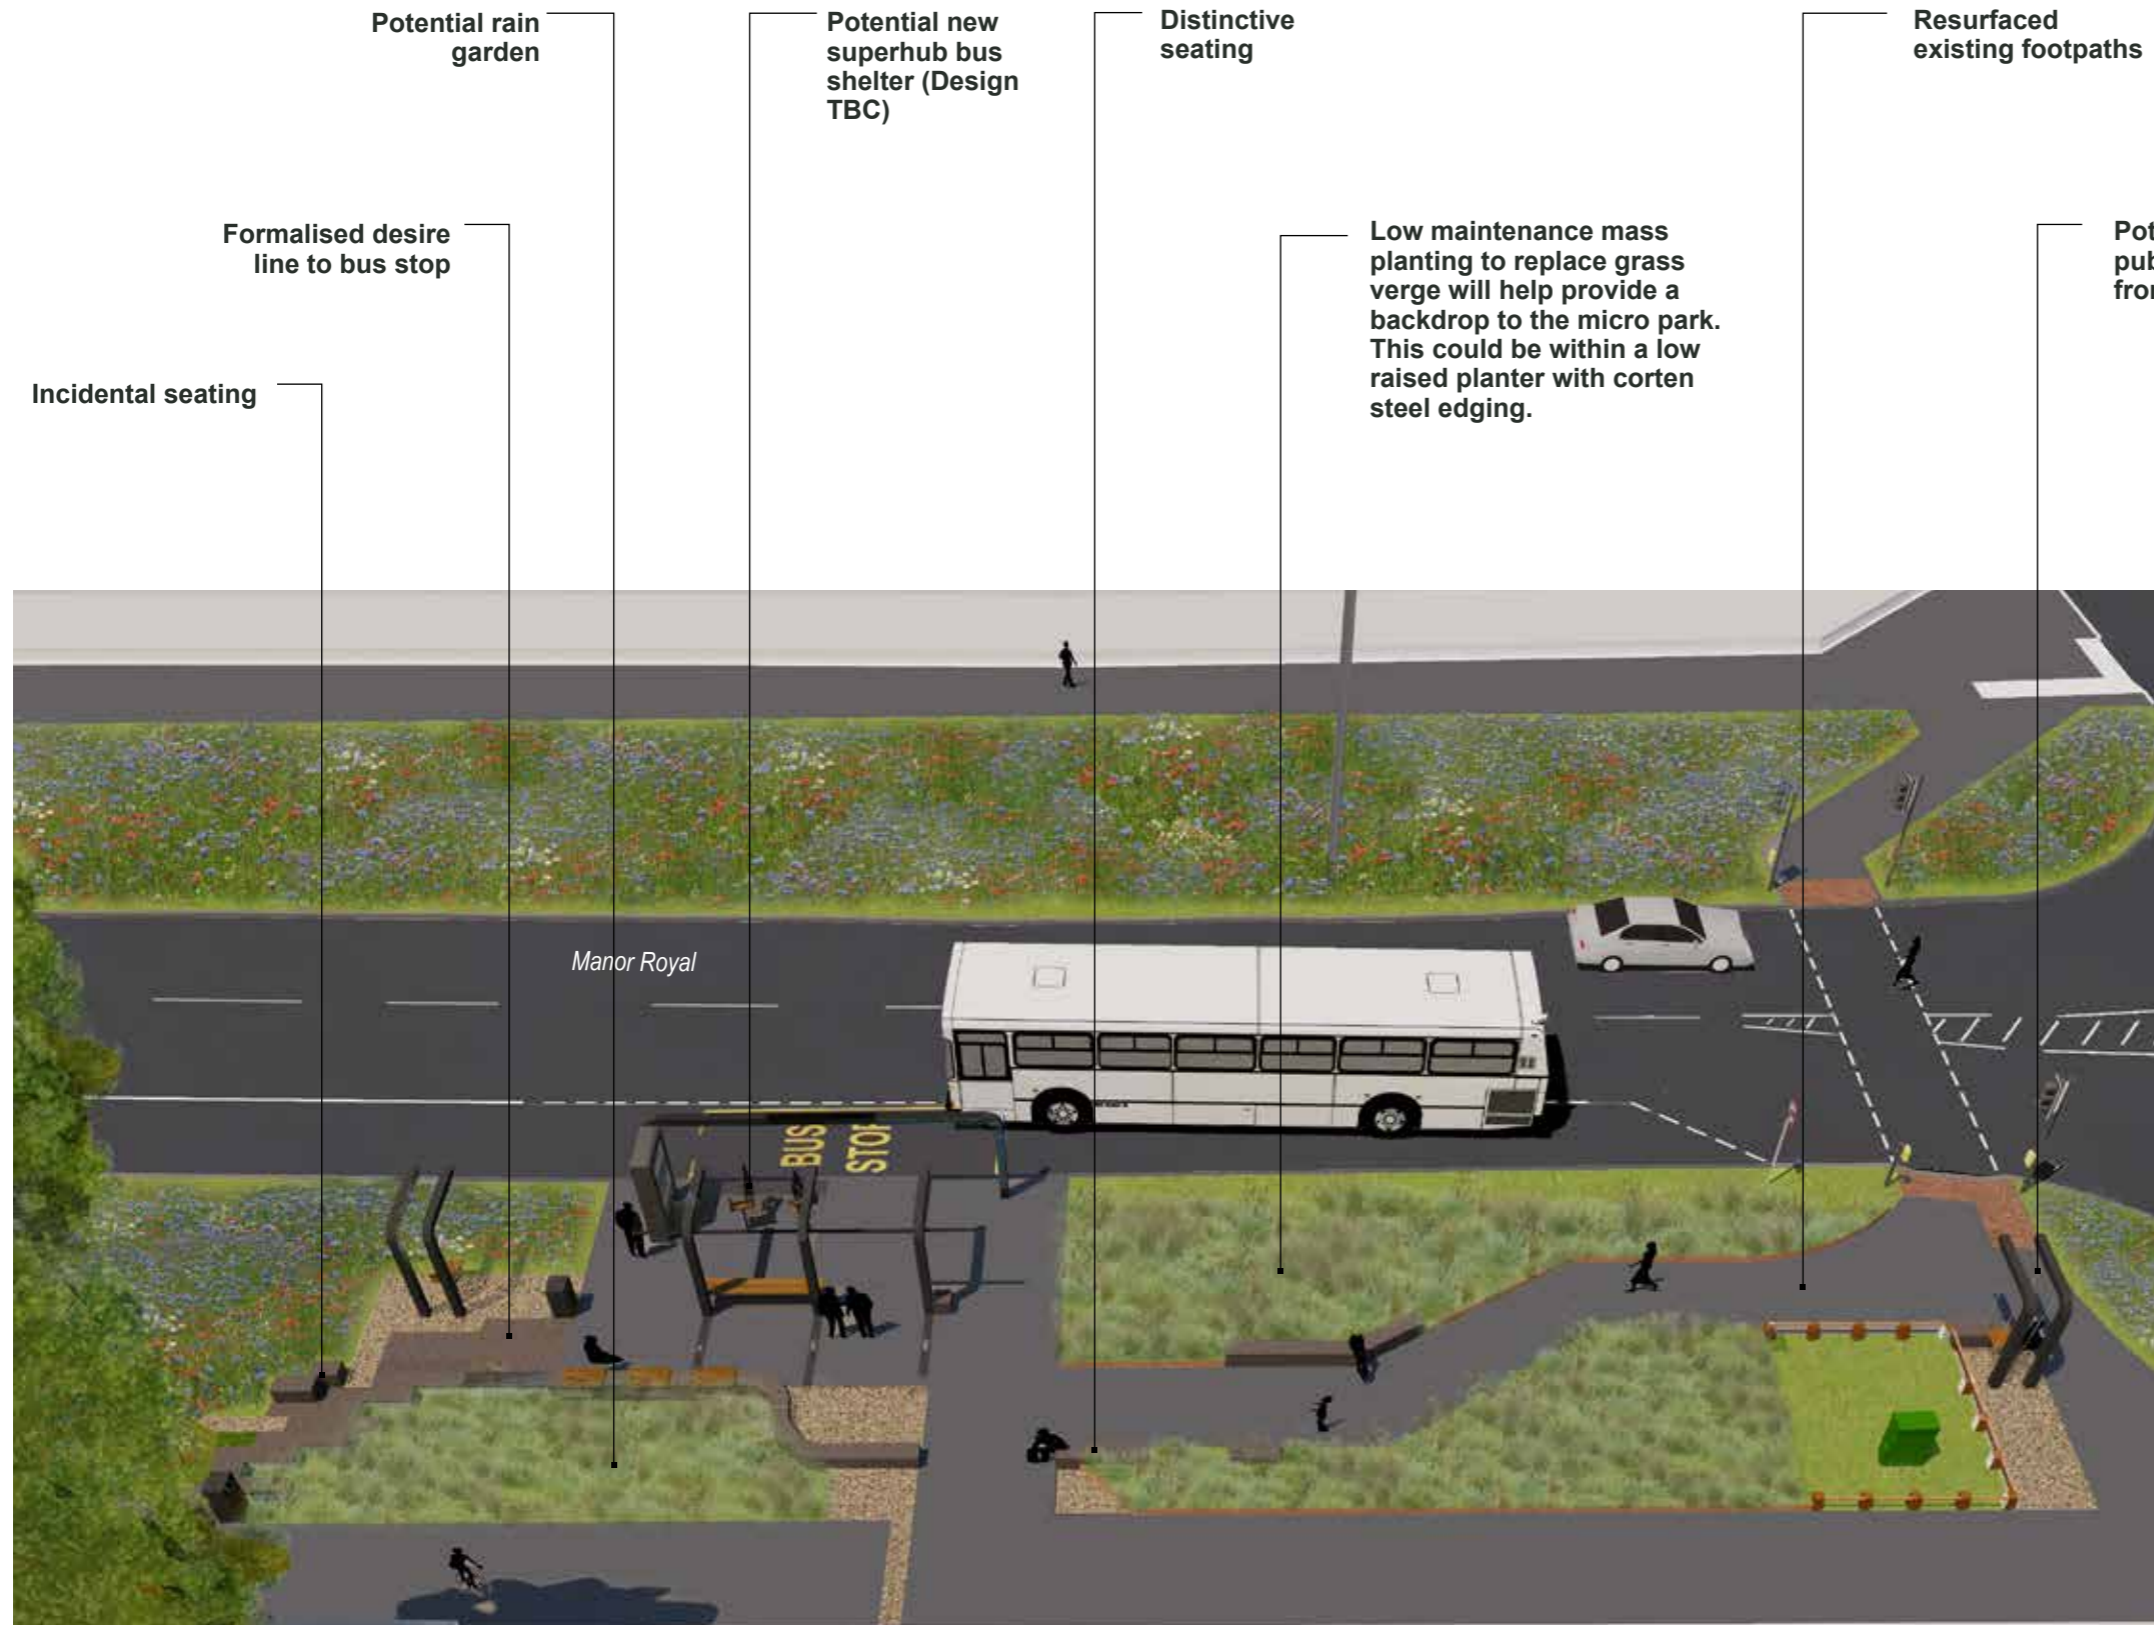 Potential rain
garden
Potential new
superhub bus
shelter (Design
TBC)
Distinctive
seating
Resurfaced
existing footpaths
Formalised desire
line to bus stop
Low maintenance mass
planting to replace grass
verge will help provide a
backdrop to the micro park.
This could be within a low
raised planter with corten
steel edging.
Incidental seating
Manor Royal
BUS
STOP